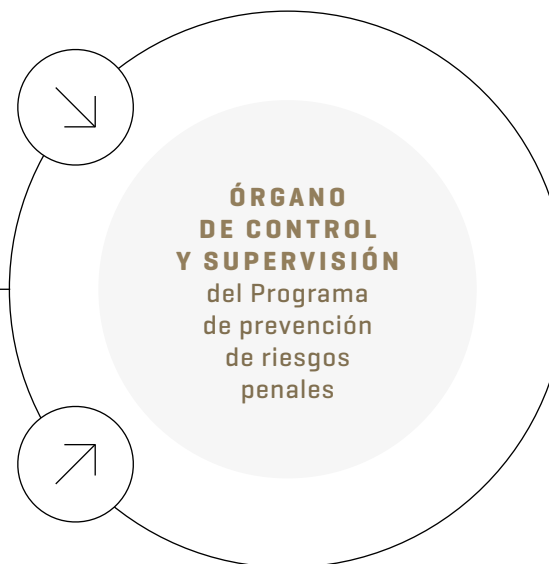 ÓRGANO
DE CONTROL
Y SUPERVISIÓN
del Programa
de prevención
de riesgos
penales